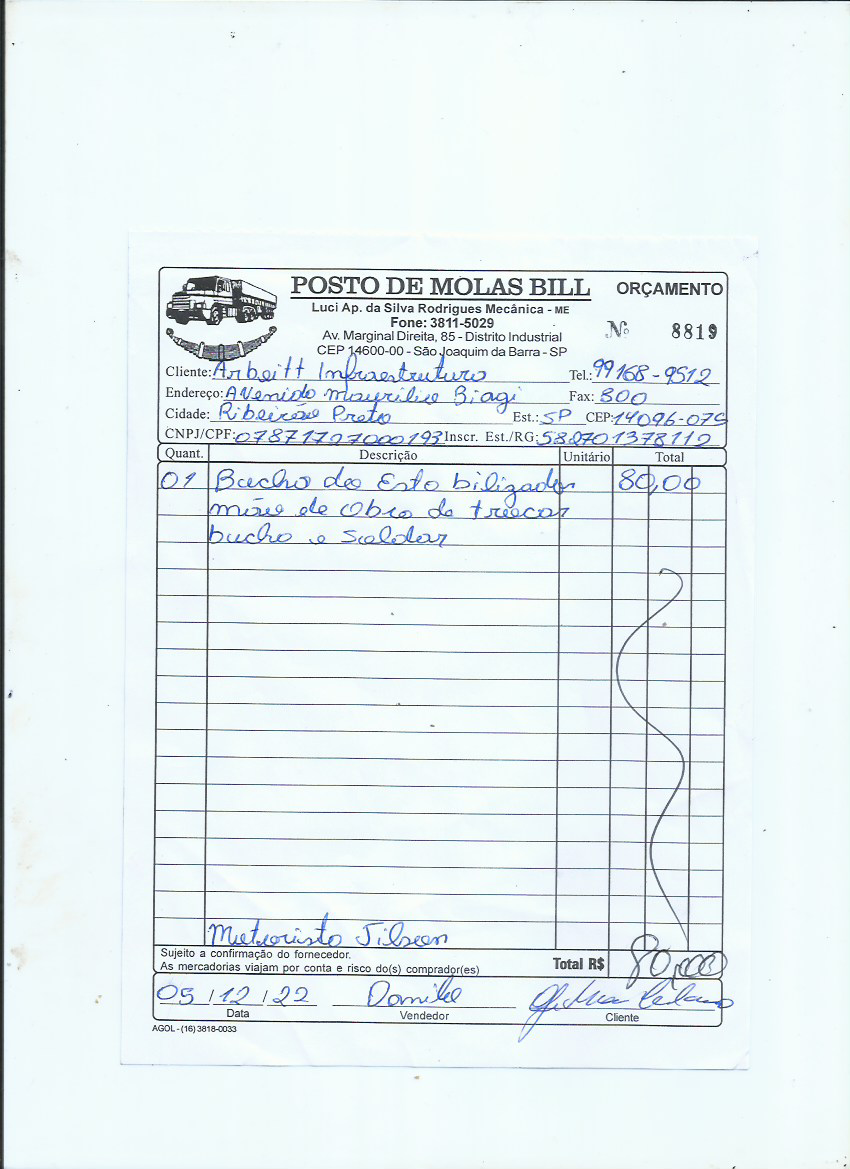 POSTO DE MOLAS BILL ORÇAMENTO
Luci Ap. da Silva Rodrigues Mecânica - ME
Fone: 3811-5029
Nº 8819
Av. Marginal Direita, 85 - Distrito Industrial
CEP 14600-00 - São Joaquim da Barra - SP
Cliente: Arbeitt Infraestrutura Tel.: 99168-9512
Endereço: Avenida Maurilio Biagi Fax: 800
Cidade: Ribeirão Preto Est.: SP CEP: 14096-075
CNPJ/CPF: 07871727000193 Inscr. Est./RG: 582701378112
Quant. Descrição Unitário Total
01 Bucha da Estabilizador 80,00
mão de Obra de trocar
bucha e soldar
Motorista Jilson
Sujeito a confirmação do fornecedor.
As mercadorias viajam por conta e risco do(s) comprador(es) Total R$ 80,00
05/12/22 Danilo
Data Vendedor Cliente
AGOL - (16) 3818-0033